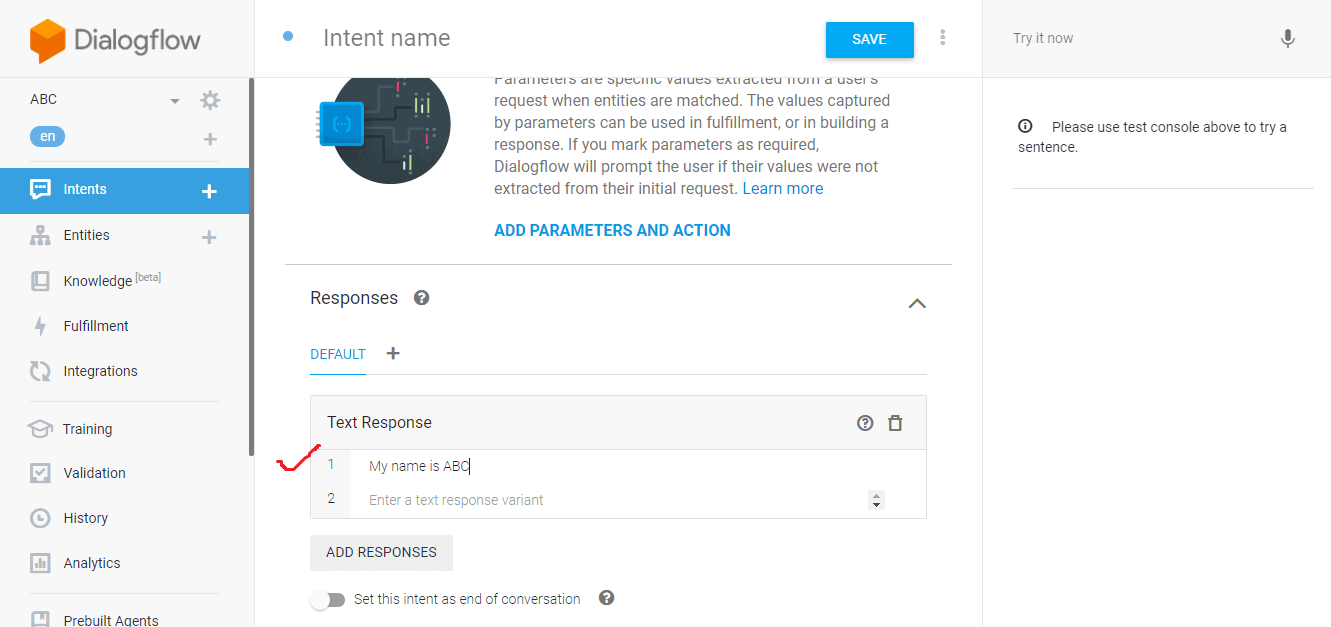 Dialogflow
ABC
en
Intents
Entities
Knowledge [beta]
Fulfillment
Integrations
Training
Validation
History
Analytics
Prebuilt Agents
Intent name
SAVE
Parameters are specific values extracted from a user's
request when entities are matched. The values captured
by parameters can be used in fulfillment, or in building a
response. If you mark parameters as required,
Dialogflow will prompt the user if their values were not
extracted from their initial request. Learn more
ADD PARAMETERS AND ACTION
Responses
DEFAULT
Text Response
1 My name is ABC
2 Enter a text response variant
ADD RESPONSES
Set this intent as end of conversation
Try it now
Please use test console above to try a
sentence.